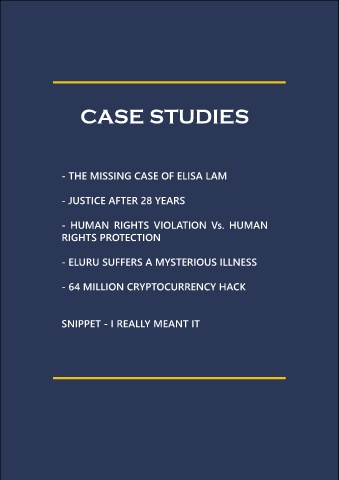 CASE STUDIES
- THE MISSING CASE OF ELISA LAM
- JUSTICE AFTER 28 YEARS
- HUMAN RIGHTS VIOLATION Vs. HUMAN
RIGHTS PROTECTION
- ELURU SUFFERS A MYSTERIOUS ILLNESS
- 64 MILLION CRYPTOCURRENCY HACK
SNIPPET - I REALLY MEANT IT